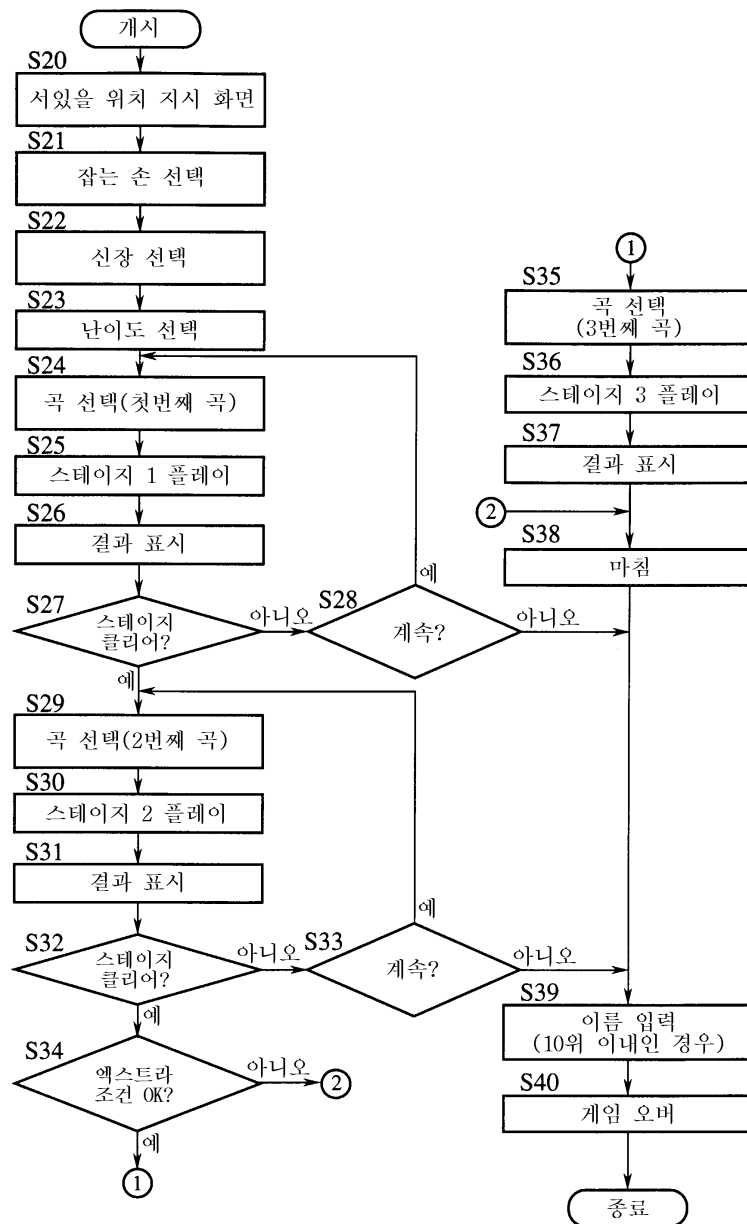 개시
S20
서있을 위치 지시 화면
S21
잡는 손 선택
S22
신장 선택
S23
난이도 선택
S24
곡 선택(첫번째 곡)
S25
스테이지 1 플레이
S26
결과 표시
S27
스테이지
클리어?
아니오
예
S28
계속?
예
아니오
S29
곡 선택(2번째 곡)
S30
스테이지 2 플레이
S31
결과 표시
S32
스테이지
클리어?
아니오
예
S33
계속?
예
아니오
S34
엑스트라
조건 OK?
아니오
2
예
1
1
S35
곡 선택
(3번째 곡)
S36
스테이지 3 플레이
S37
결과 표시
2
S38
마침
S39
이름 입력
(10위 이내인 경우)
S40
게임 오버
종료